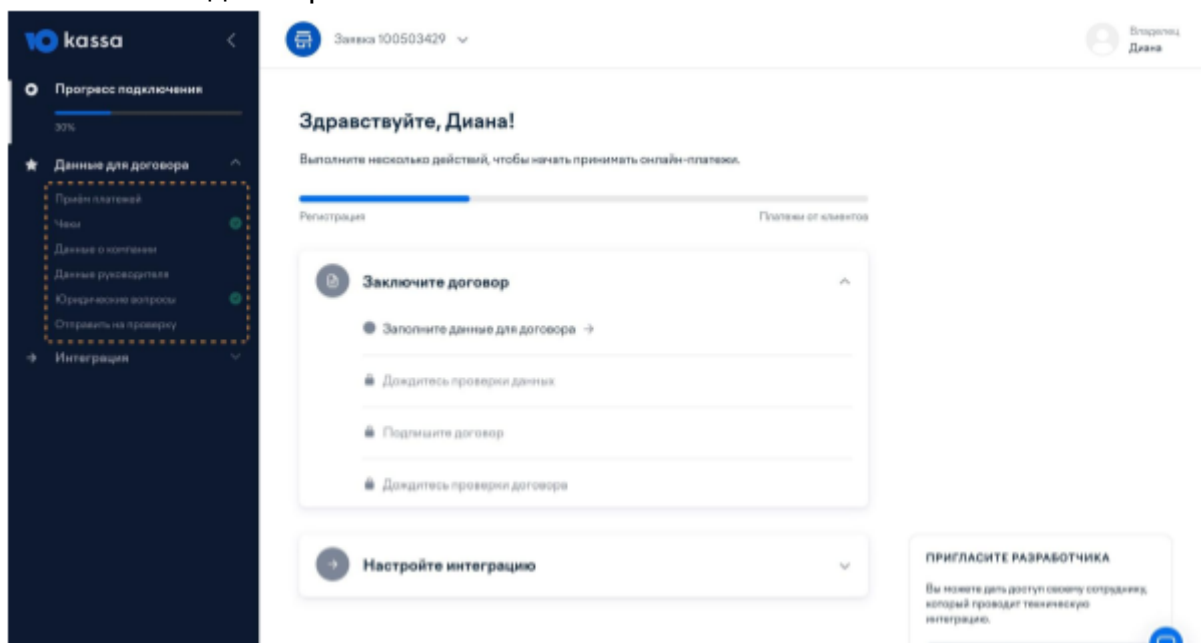 Ю kassa
Заявка 100503429
Владелец
Диана
Прогресс подключения
30%
Данные для договора
Приём платежей
Чеки
Данные о компании
Данные руководителя
Юридические вопросы
Отправить на проверку
Интеграция
Здравствуйте, Диана!
Выполните несколько действий, чтобы начать принимать онлайн-платежи.
Регистрация
Платежи от клиентов
Заключите договор
Заполните данные для договора →
Дождитесь проверки данных
Подпишите договор
Дождитесь проверки договора
Настройте интеграцию
ПРИГЛАСИТЕ РАЗРАБОТЧИКА
Вы можете дать доступ своему сотруднику,
который проводит техническую
интеграцию.